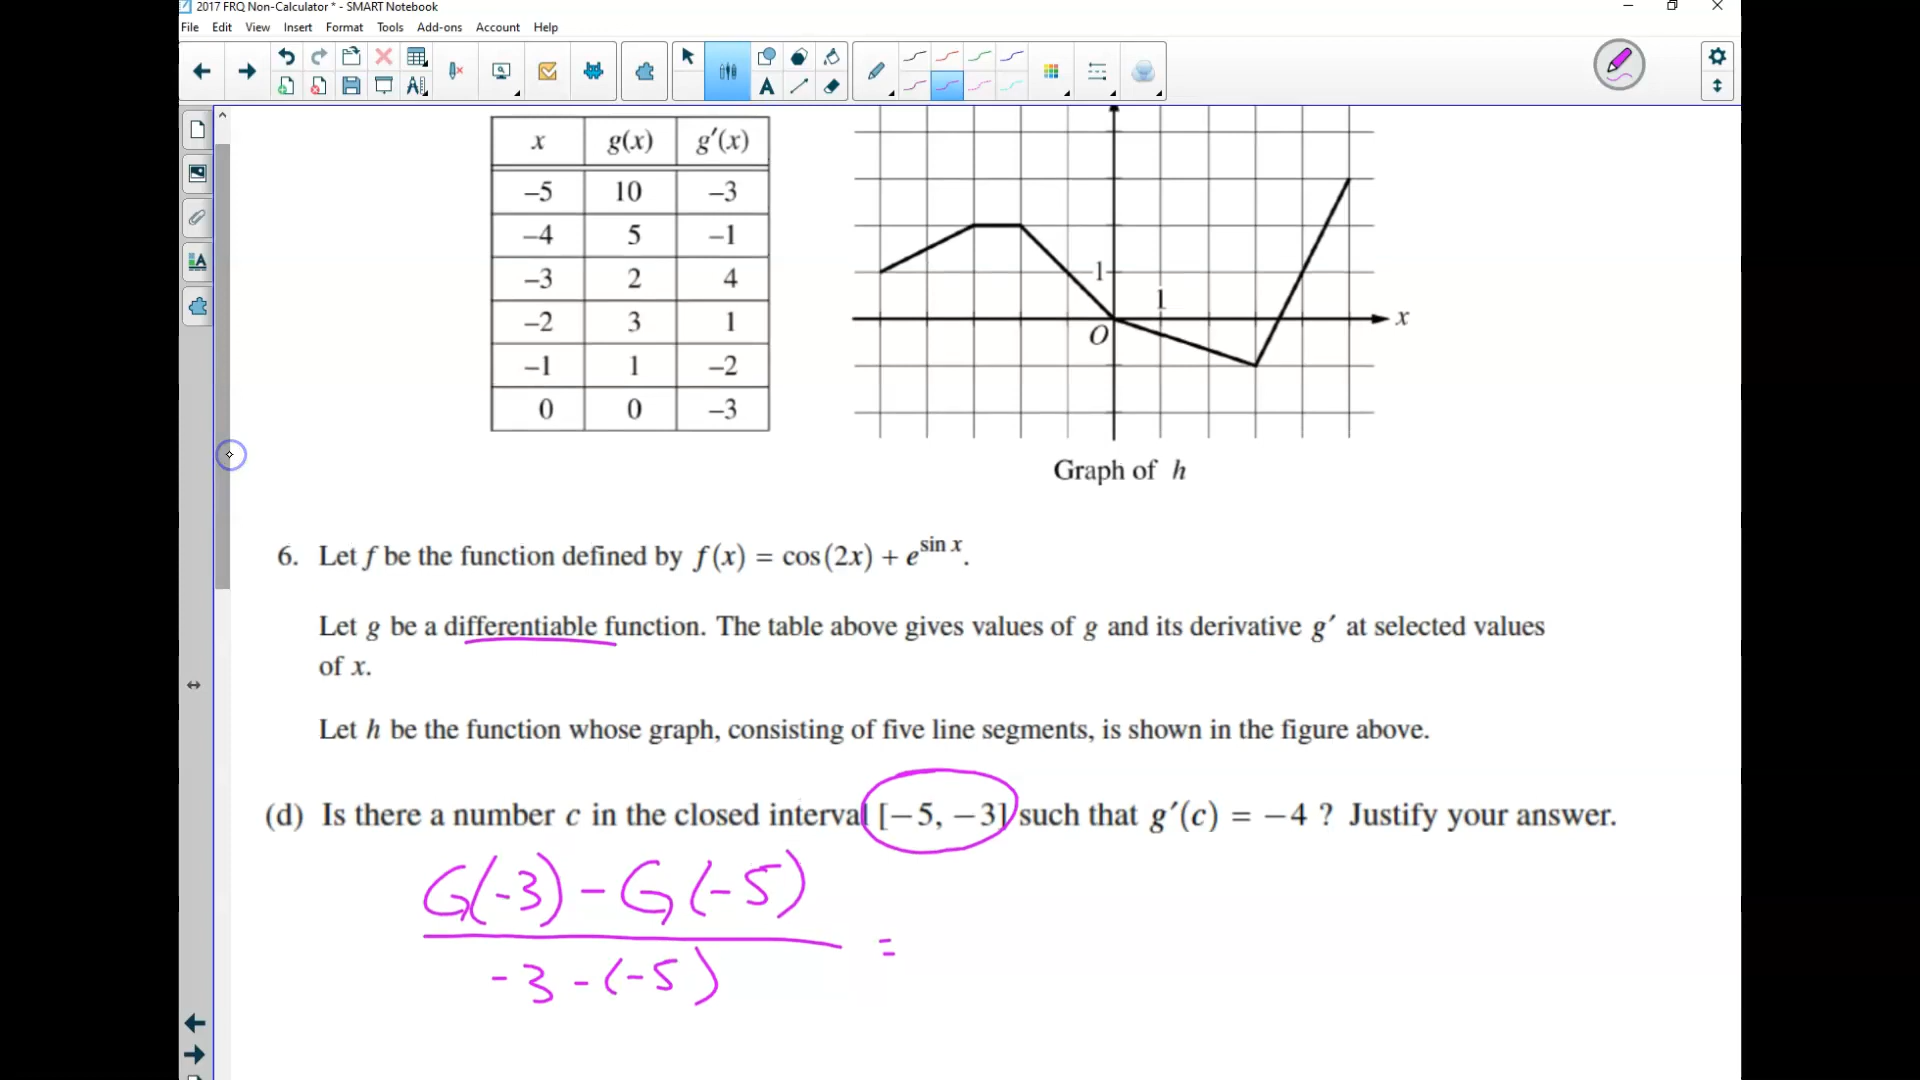 2017 FRQ Non-Calculator * - SMART Notebook
File Edit View Insert Format Tools Add-ons Account Help
x g(x) g′(x)
–5 10 –3
–4 5 –1
–3 2 4
–2 3 1
–1 1 –2
0 0 –3
1
1
O
x
Graph of h
6. Let f be the function defined by f(x) = cos(2x) + e^sin x.
Let g be a differentiable function. The table above gives values of g and its derivative g′ at selected values
of x.
Let h be the function whose graph, consisting of five line segments, is shown in the figure above.
(d) Is there a number c in the closed interval [−5, −3] such that g′(c) = −4 ? Justify your answer.
G(-3) - G(-5)
-3 - (-5)
=